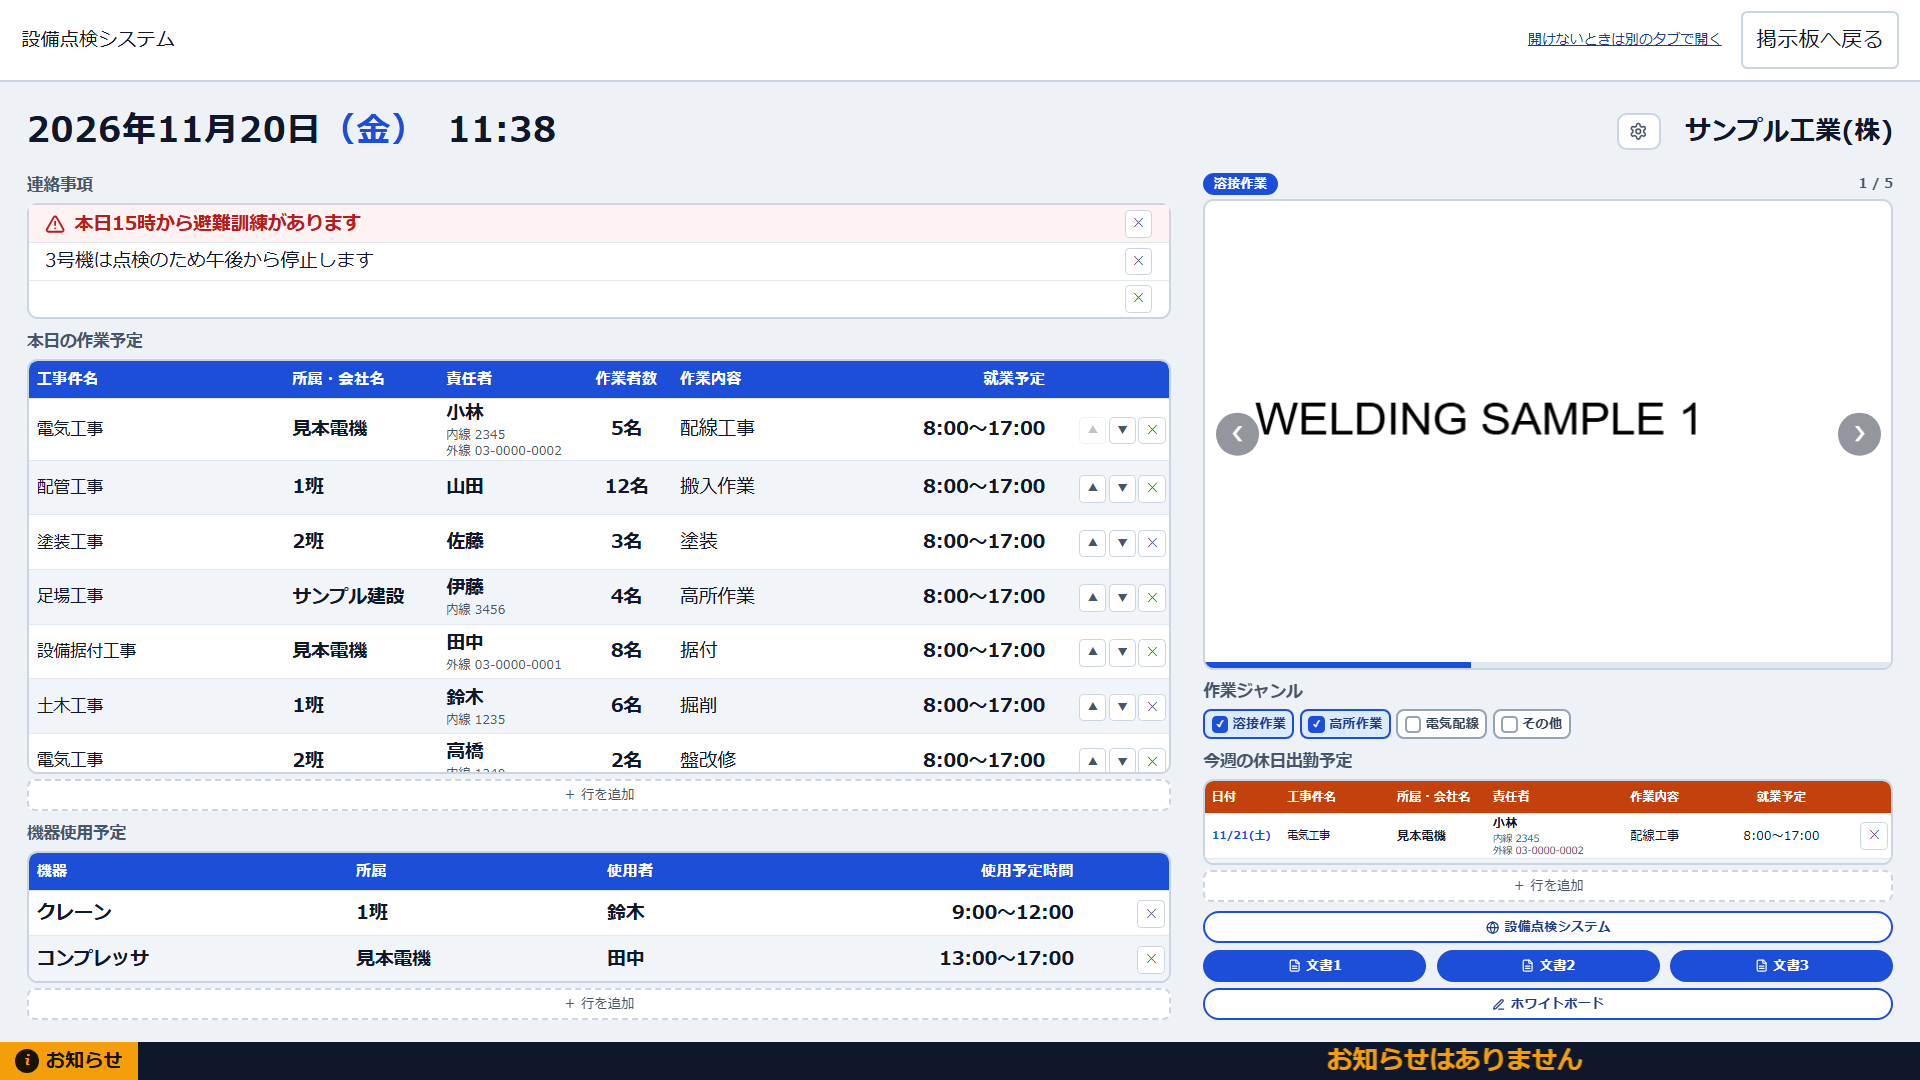 設備点検システム
開けないときは別のタブで開く
掲示板へ戻る
2026年11月20日（金） 11:38
サンプル工業(株)
連絡事項
本日15時から避難訓練があります
3号機は点検のため午後から停止します
本日の作業予定
工事件名 所属・会社名 責任者 作業者数 作業内容 就業予定
電気工事 見本電機 小林 5名 配線工事 8:00～17:00
内線 2345
外線 03-0000-0002
配管工事 1班 山田 12名 搬入作業 8:00～17:00
塗装工事 2班 佐藤 3名 塗装 8:00～17:00
足場工事 サンプル建設 伊藤 4名 高所作業 8:00～17:00
内線 3456
設備据付工事 見本電機 田中 8名 据付 8:00～17:00
外線 03-0000-0001
土木工事 1班 鈴木 6名 掘削 8:00～17:00
内線 1235
電気工事 2班 高橋 2名 盤改修 8:00～17:00
+ 行を追加
機器使用予定
機器 所属 使用者 使用予定時間
クレーン 1班 鈴木 9:00～12:00
コンプレッサ 見本電機 田中 13:00～17:00
+ 行を追加
溶接作業 1 / 5
WELDING SAMPLE 1
作業ジャンル
溶接作業 高所作業 電気配線 その他
今週の休日出勤予定
日付 工事件名 所属・会社名 責任者 作業内容 就業予定
11/21(土) 電気工事 見本電機 小林 配線工事 8:00～17:00
内線 2345
外線 03-0000-0002
+ 行を追加
設備点検システム
文書1 文書2 文書3
ホワイトボード
お知らせ お知らせはありません